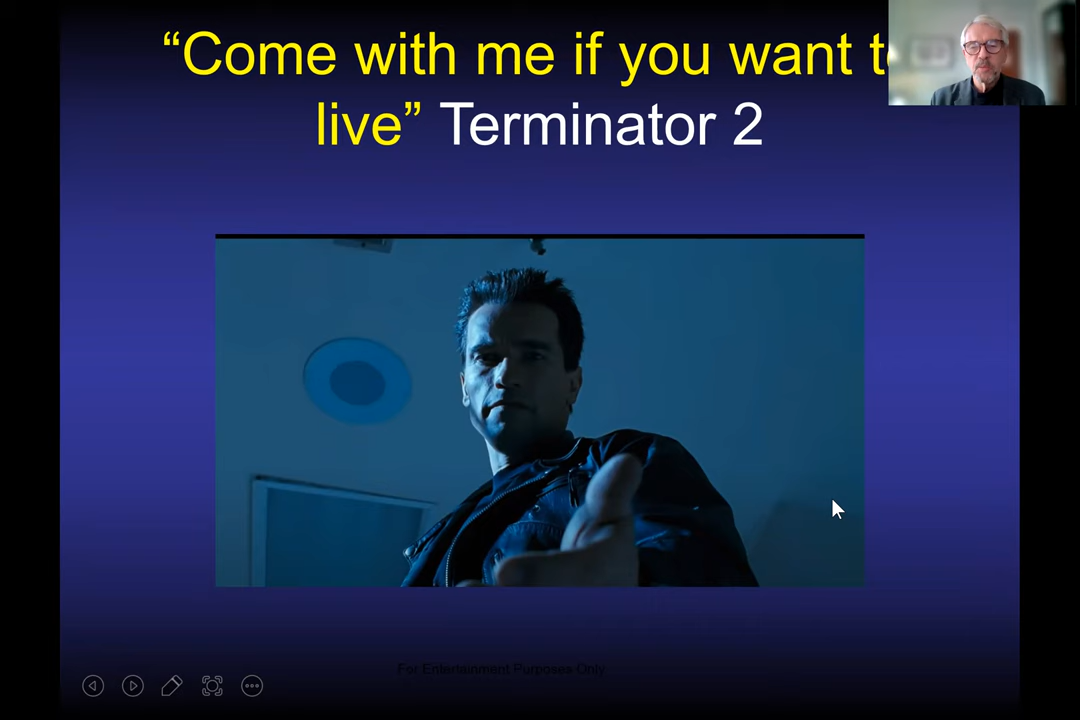 “Come with me if you want t
live” Terminator 2
For Entertainment Purposes Only